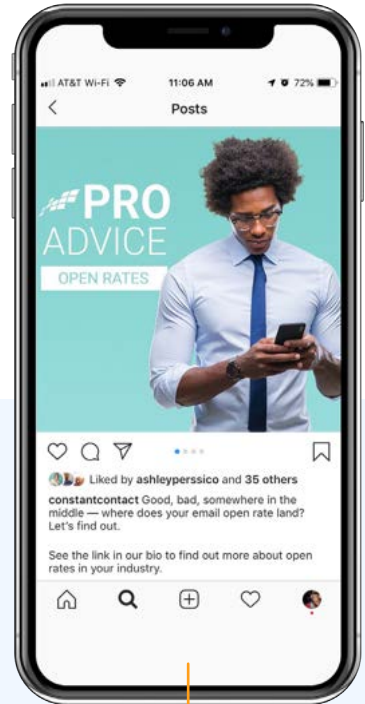 AT&T Wi-Fi 11:06 AM 72%
Posts
#PRO
ADVICE
OPEN RATES
Liked by ashleyperssico and 35 others
constantcontact Good, bad, somewhere in the
middle — where does your email open rate land?
Let's find out.
See the link in our bio to find out more about open
rates in your industry.